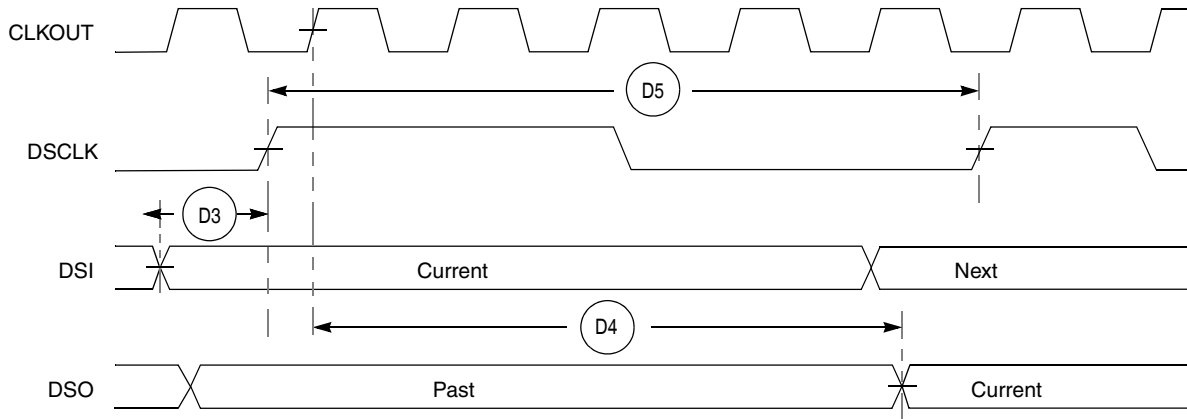 CLKOUT
D5
DSCLK
D3
DSI
Current
Next
D4
DSO
Past
Current